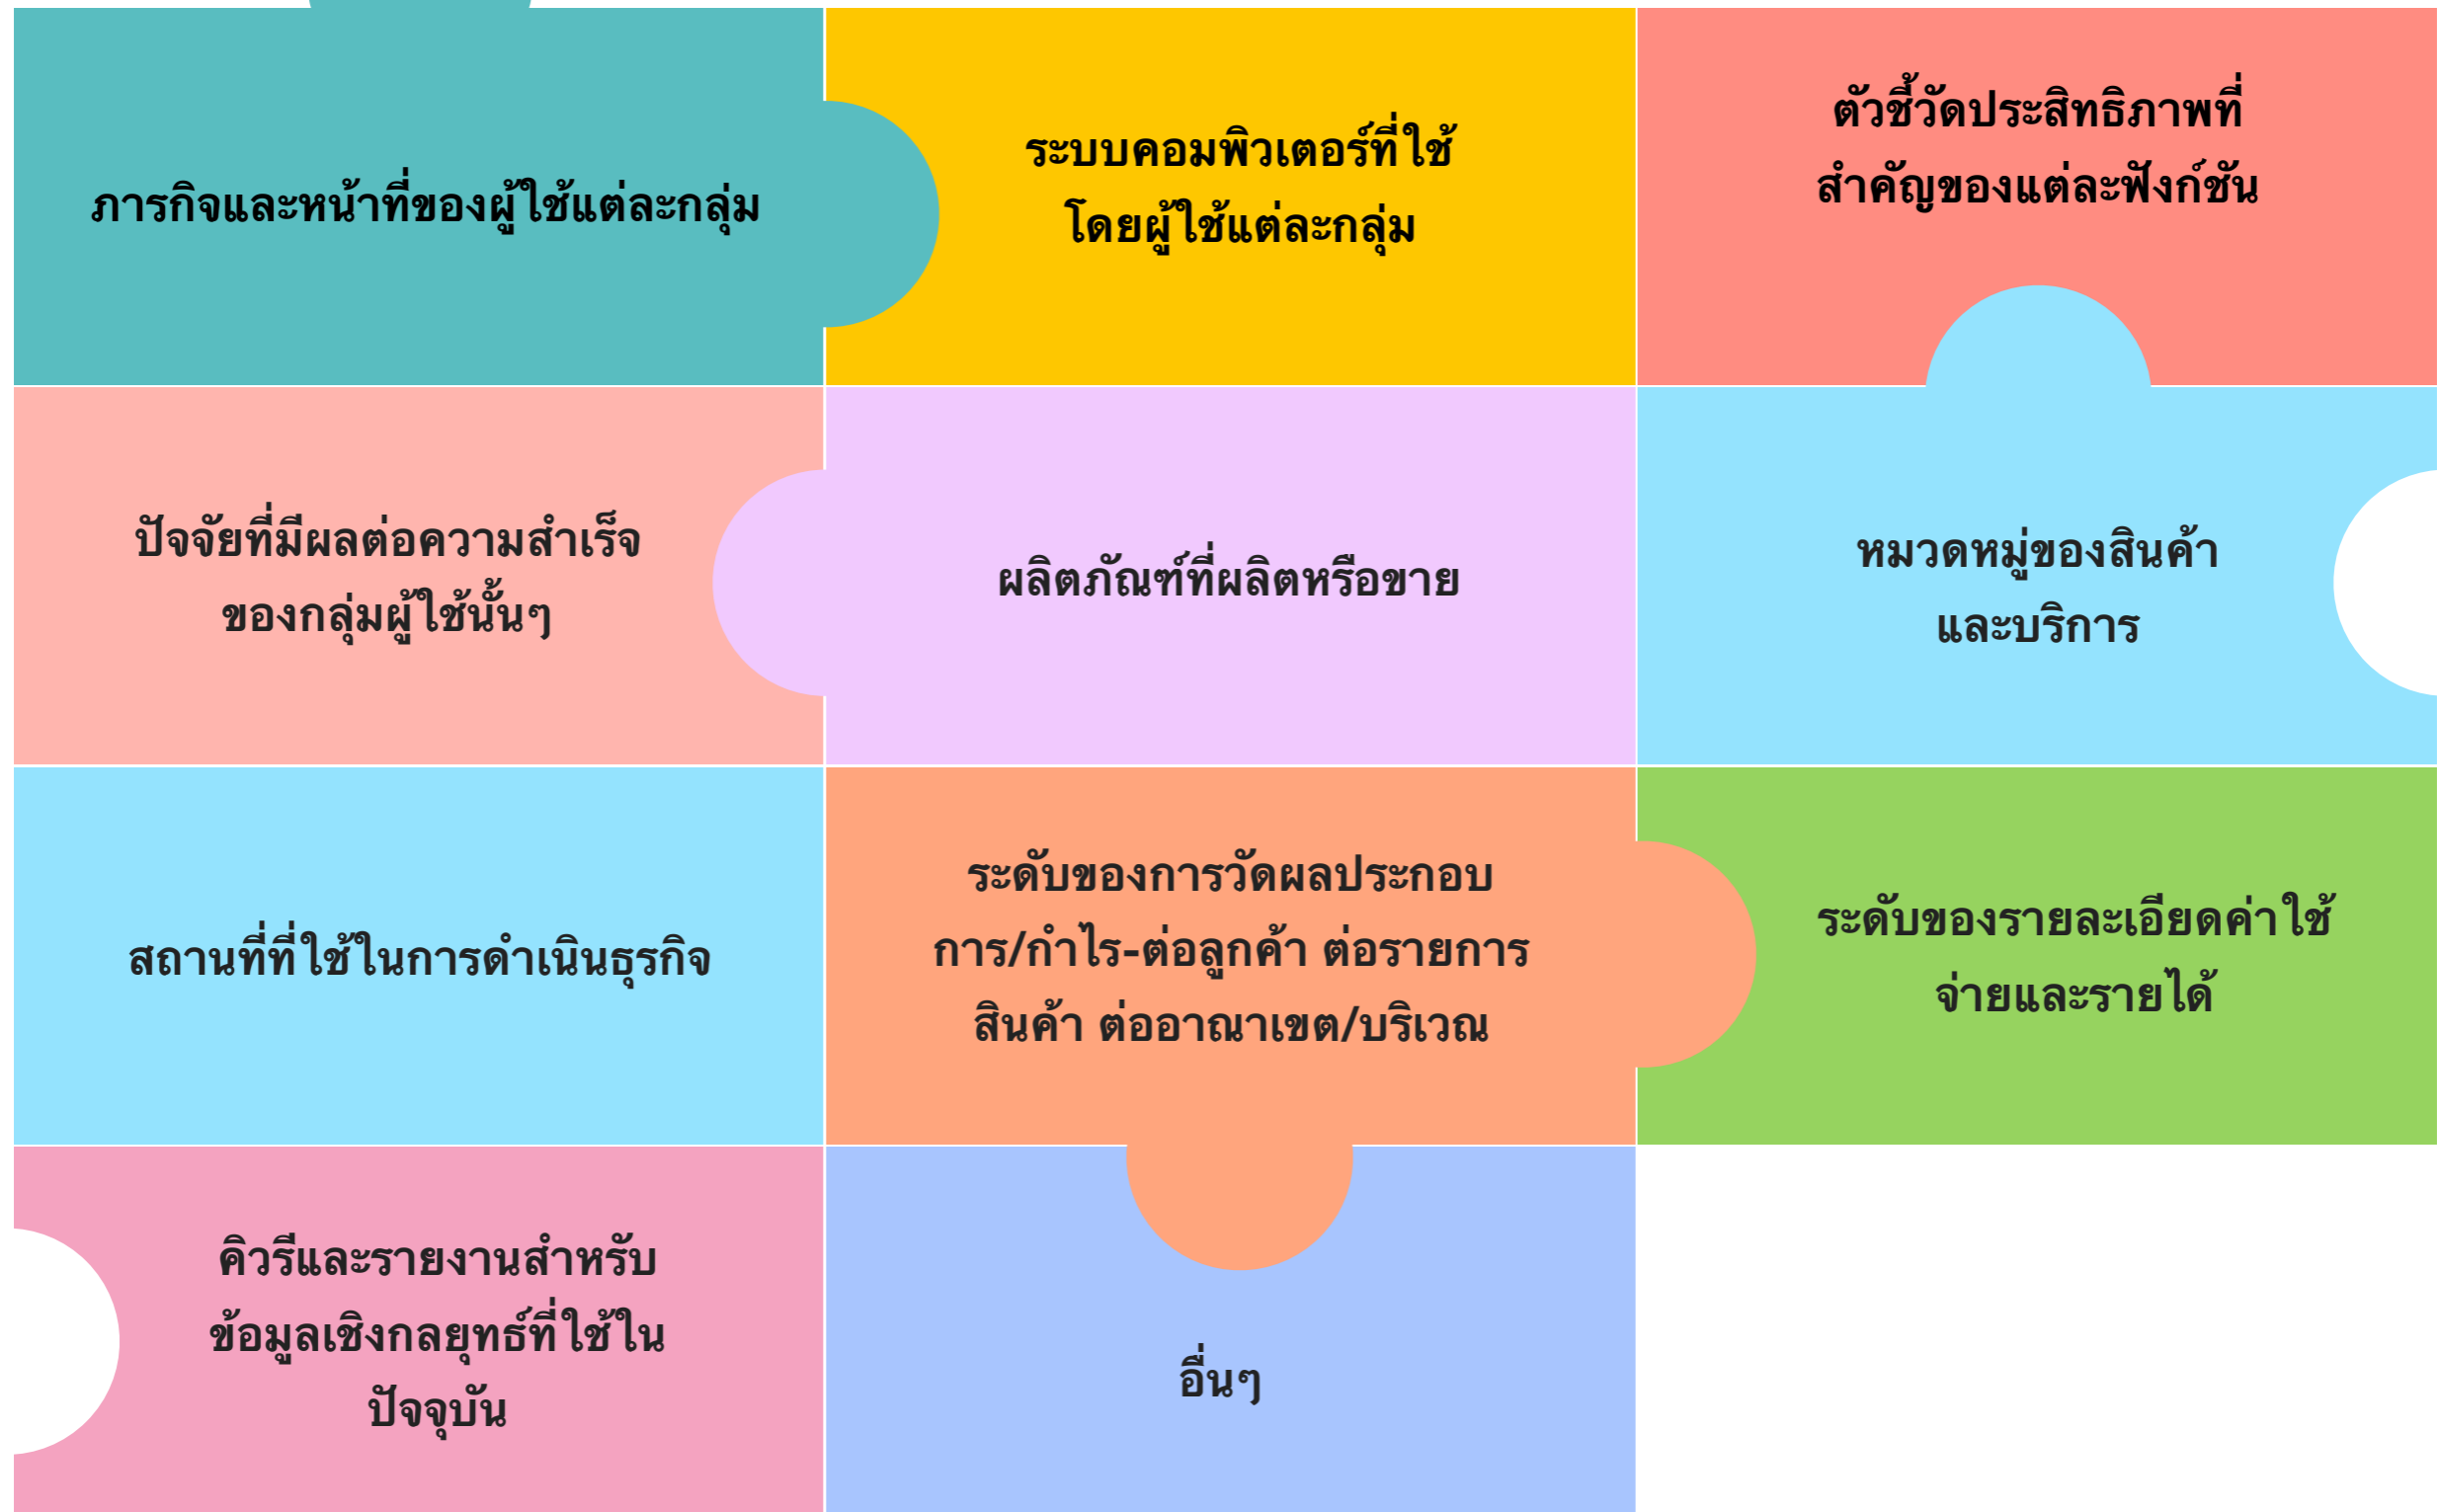 ภารกิจและหน้าที่ของผู้ใช้แต่ละกลุ่ม
ระบบคอมพิวเตอร์ที่ใช้
โดยผู้ใช้แต่ละกลุ่ม
ตัวชี้วัดประสิทธิภาพที่
สำคัญของแต่ละฟังก์ชัน
ปัจจัยที่มีผลต่อความสำเร็จ
ของกลุ่มผู้ใช้นั้นๆ
ผลิตภัณฑ์ที่ผลิตหรือขาย
หมวดหมู่ของสินค้า
และบริการ
สถานที่ที่ใช้ในการดำเนินธุรกิจ
ระดับของการวัดผลประกอบ
การ/กำไร-ต่อลูกค้า ต่อรายการ
สินค้า ต่ออาณาเขต/บริเวณ
ระดับของรายละเอียดค่าใช้
จ่ายและรายได้
คิวรีและรายงานสำหรับ
ข้อมูลเชิงกลยุทธ์ที่ใช้ใน
ปัจจุบัน
อื่นๆ